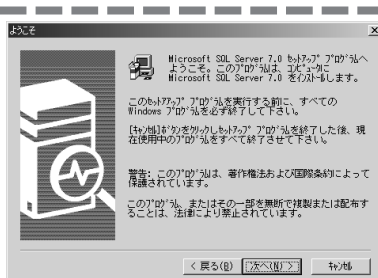 ようこそ
Microsoft SQL Server 7.0 ｾｯﾄｱｯﾌﾟ ﾌﾟﾛｸﾞﾗﾑへ
ようこそ。このﾌﾟﾛｸﾞﾗﾑは、ｺﾝﾋﾟｭｰﾀに
Microsoft SQL Server 7.0 をｲﾝｽﾄｰﾙします。
このｾｯﾄｱｯﾌﾟ ﾌﾟﾛｸﾞﾗﾑを実行する前に、すべての
Windows ﾌﾟﾛｸﾞﾗﾑを必ず終了して下さい。
[ｷｬﾝｾﾙ]ﾎﾞﾀﾝをｸﾘｯｸしｾｯﾄｱｯﾌﾟ ﾌﾟﾛｸﾞﾗﾑを終了した後、現
在使用中のﾌﾟﾛｸﾞﾗﾑをすべて終了させて下さい。
警告: このﾌﾟﾛｸﾞﾗﾑは、著作権法および国際条約によって
保護されています。
このﾌﾟﾛｸﾞﾗﾑ、またはその一部を無断で複製または配布す
ることは、法律により禁止されています。
< 戻る(B) 次へ(N) > ｷｬﾝｾﾙ